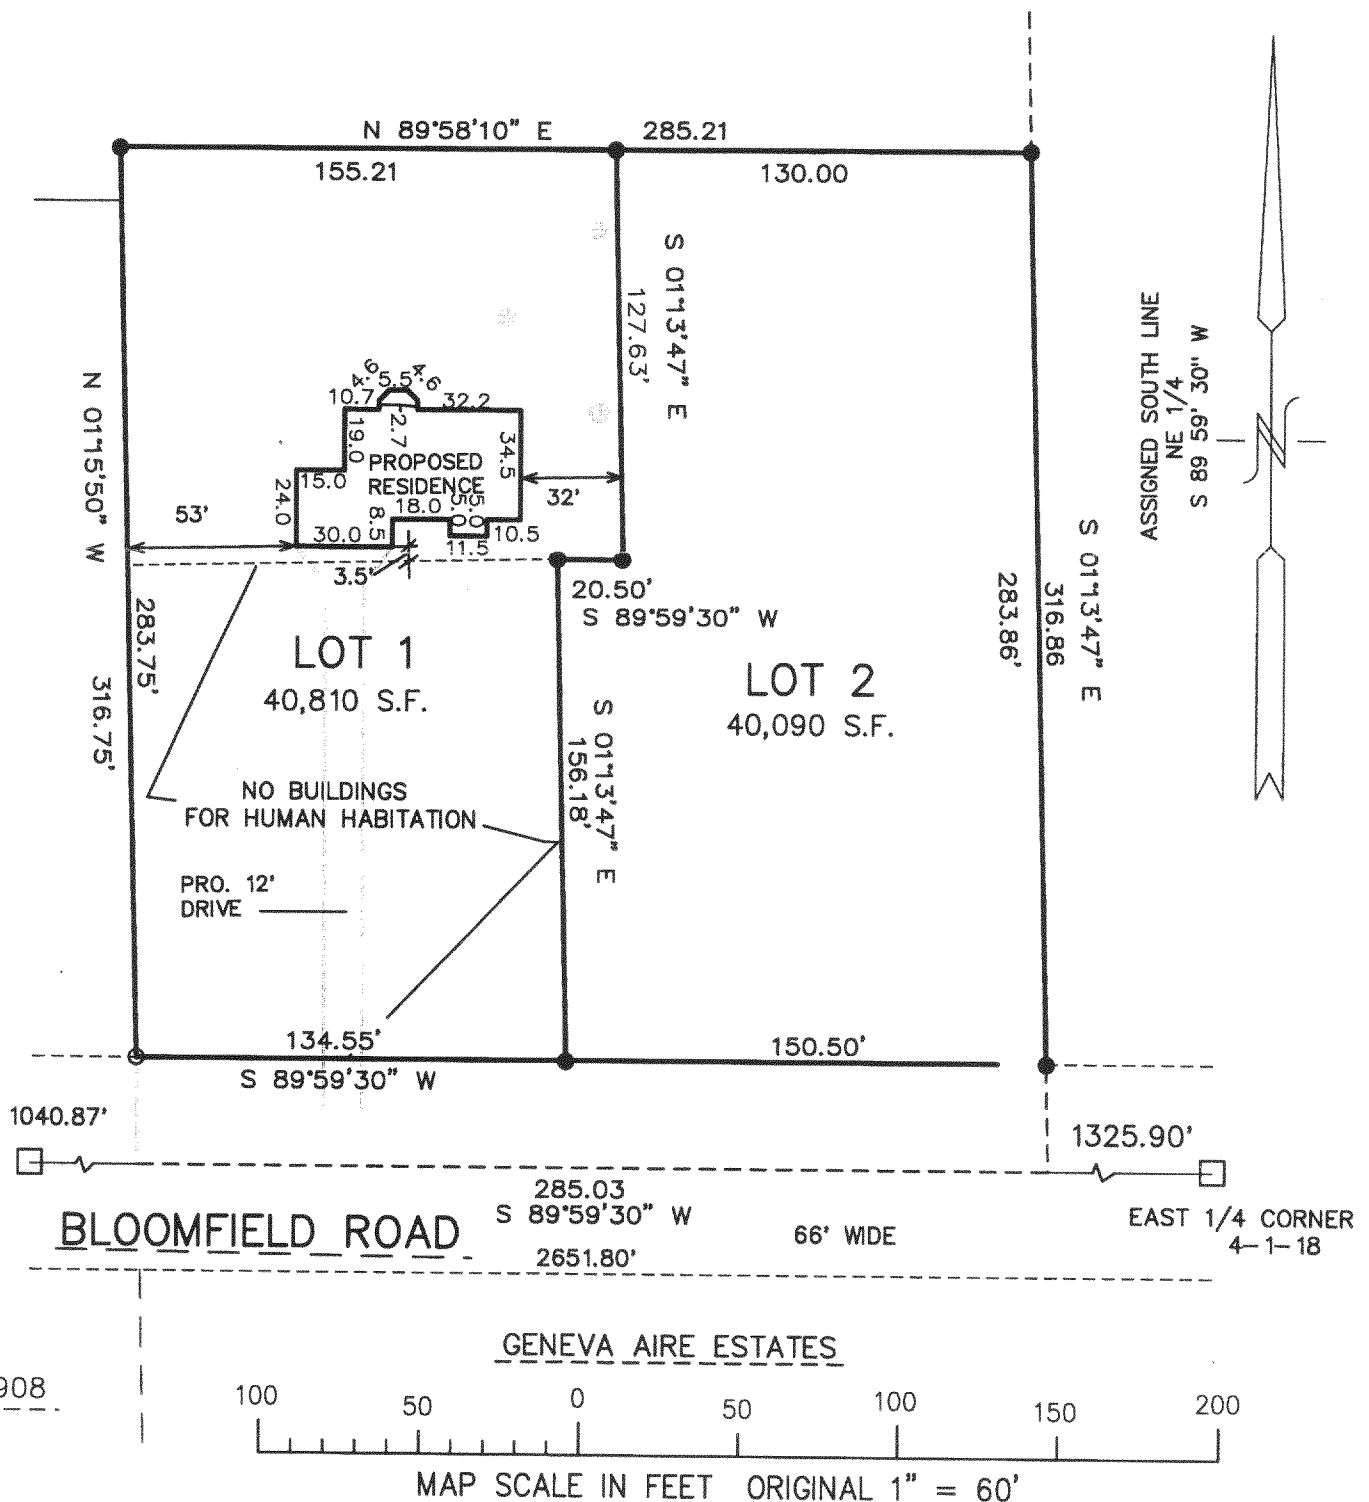 N 89°58'10" E
285.21
155.21
130.00
S 01°13'47" E
127.63'
N 01°15'50" W
283.75'
316.75'
4.6
5.5
4.6
10.7
32.2
2.7
19.0
34.5
PROPOSED
RESIDENCE
15.0
24.0
18.0
5.0
5.0
8.5
30.0
11.5
10.5
53'
32'
3.5'
20.50'
S 89°59'30" W
ASSIGNED SOUTH LINE
NE 1/4
S 89 59' 30" W
N
S 01°13'47" E
316.86
283.86'
LOT 1
40,810 S.F.
LOT 2
40,090 S.F.
S 01°13'47" E
156.18'
NO BUILDINGS
FOR HUMAN HABITATION
PRO. 12'
DRIVE
134.55'
S 89°59'30" W
150.50'
1040.87'
1325.90'
285.03
S 89°59'30" W
BLOOMFIELD ROAD
66' WIDE
2651.80'
EAST 1/4 CORNER
4-1-18
GENEVA AIRE ESTATES
908
100 50 0 50 100 150 200
MAP SCALE IN FEET ORIGINAL 1" = 60'